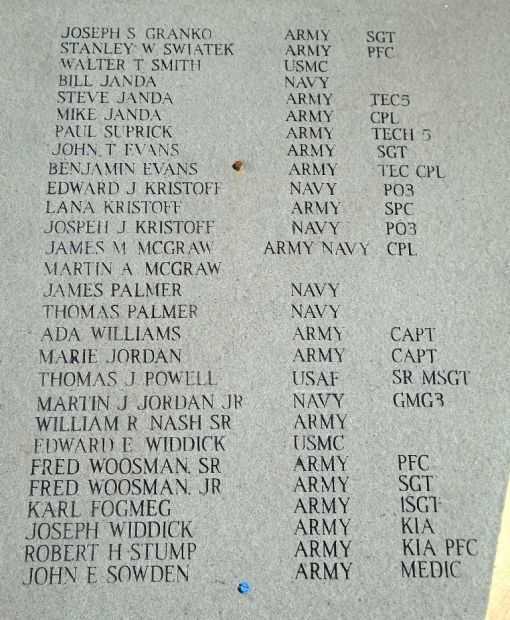 JOSEPH S GRANKO ARMY SGT
STANLEY W SWIATEK ARMY PFC
WALTER T SMITH USMC
BILL JANDA NAVY
STEVE JANDA ARMY TEC5
MIKE JANDA ARMY CPL
PAUL SUPRICK ARMY TECH 5
JOHN T EVANS ARMY SGT
BENJAMIN EVANS ARMY TEC CPL
EDWARD J KRISTOFF NAVY PO3
LANA KRISTOFF ARMY SPC
JOSPEH J KRISTOFF NAVY PO3
JAMES M MCGRAW ARMY NAVY CPL
MARTIN A MCGRAW
JAMES PALMER NAVY
THOMAS PALMER NAVY
ADA WILLIAMS ARMY CAPT
MARIE JORDAN ARMY CAPT
THOMAS J POWELL USAF SR MSGT
MARTIN J JORDAN JR NAVY GMG3
WILLIAM R NASH SR ARMY
EDWARD E WIDDICK USMC
FRED WOOSMAN, SR ARMY PFC
FRED WOOSMAN, JR ARMY SGT
KARL FOGMEG ARMY 1SGT
JOSEPH WIDDICK ARMY KIA
ROBERT H STUMP ARMY KIA PFC
JOHN E SOWDEN ARMY MEDIC